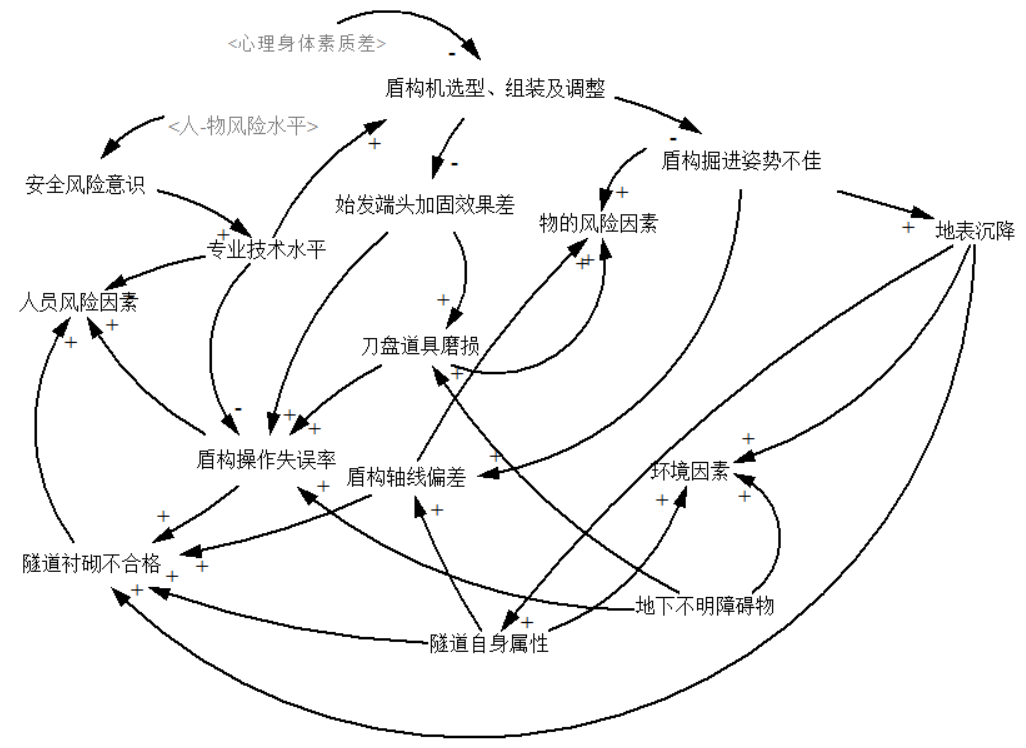 <心理身体素质差>
盾构机选型、组装及调整
<人-物风险水平>
盾构掘进姿势不佳
安全风险意识
始发端头加固效果差
物的风险因素
地表沉降
专业技术水平
人员风险因素
刀盘道具磨损
盾构操作失误率
盾构轴线偏差
环境因素
隧道衬砌不合格
地下不明障碍物
隧道自身属性